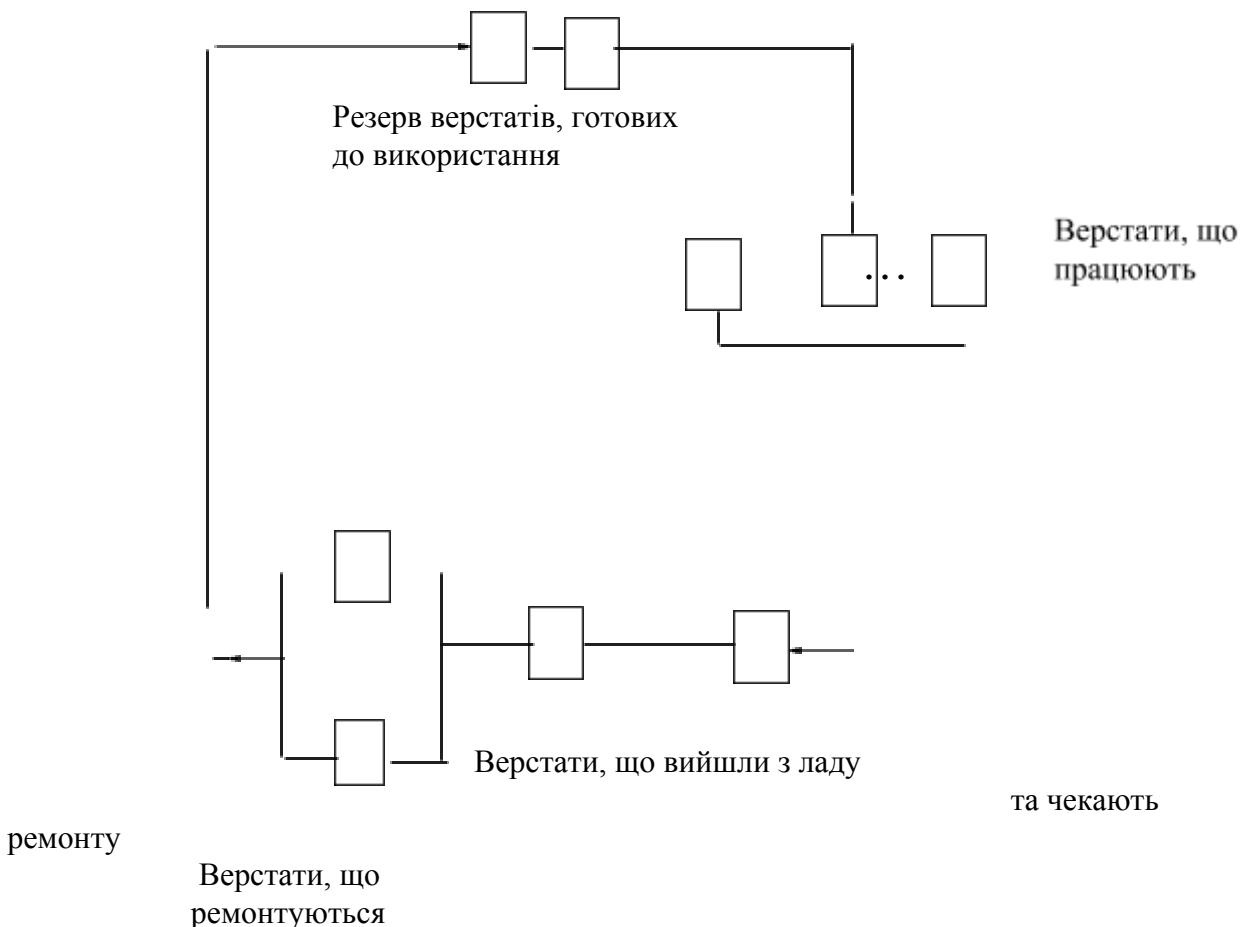 Резерв верстатів, готових
до використання
Верстати, що
працюють
...
Верстати, що вийшли з ладу
та чекають
ремонту
Верстати, що
ремонтуються